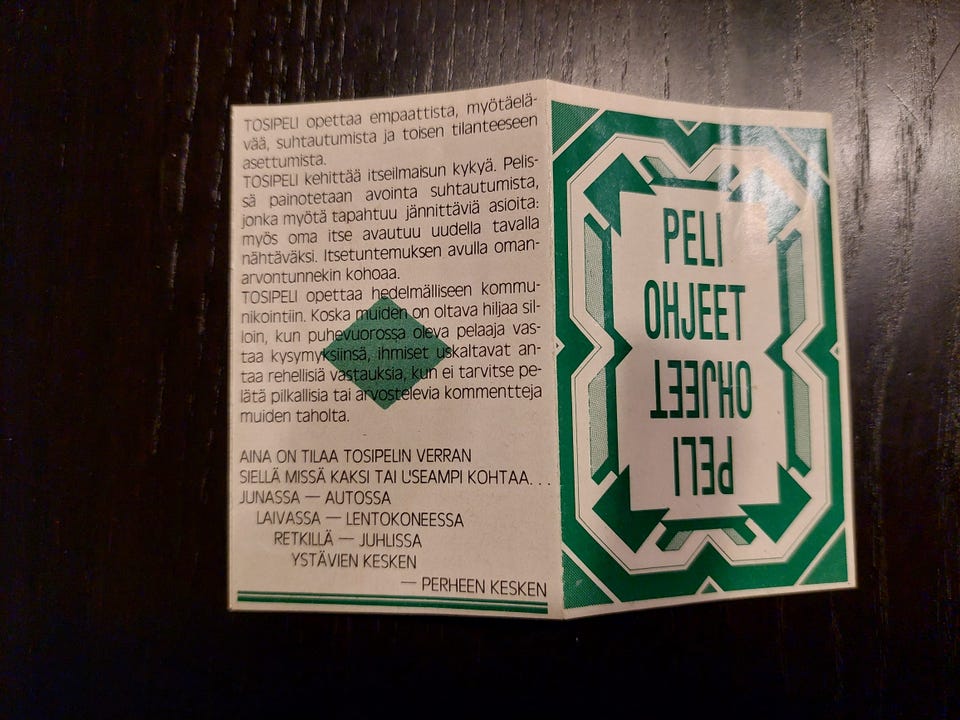 TOSIPELI opettaa empaattista, myötäelä-
vää, suhtautumista ja toisen tilanteeseen
asettumista.
TOSIPELI kehittää itseilmaisun kykyä. Pelis-
sä painotetaan avointa suhtautumista,
jonka myötä tapahtuu jännittäviä asioita:
myös oma itse avautuu uudella tavalla
nähtäväksi. Itsetuntemuksen avulla oman-
arvontunnekin kohoaa.
TOSIPELI opettaa hedelmälliseen kommu-
nikointiin. Koska muiden on oltava hiljaa sil-
loin, kun puhevuorossa oleva pelaaja vas-
taa kysymyksiinsä, ihmiset uskaltavat an-
taa rehellisiä vastauksia, kun ei tarvitse pe-
lätä pilkallisia tai arvostelevia kommentteja
muiden taholta.
AINA ON TILAA TOSIPELIN VERRAN
SIELLÄ MISSÄ KAKSI TAI USEAMPI KOHTAA...
JUNASSA — AUTOSSA
LAIVASSA — LENTOKONEESSA
RETKILLÄ — JUHLISSA
YSTÄVIEN KESKEN
— PERHEEN KESKEN
PELI
OHJEET
OHJEET
PELI